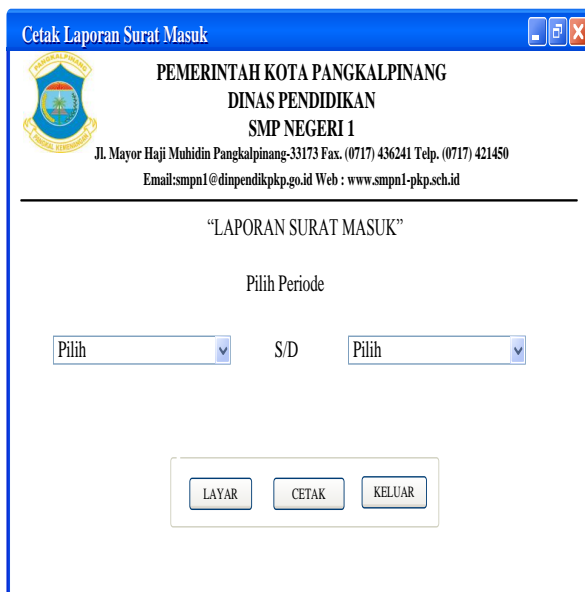 Cetak Laporan Surat Masuk
PANGKALPINANG
PEMERINTAH KOTA PANGKALPINANG
DINAS PENDIDIKAN
SMP NEGERI 1
Jl. Mayor Haji Muhidin Pangkalpinang-33173 Fax. (0717) 436241 Telp. (0717) 421450
Email:smpn1@dinpendikpkp.go.id Web : www.smpn1-pkp.sch.id
“LAPORAN SURAT MASUK”
Pilih Periode
Pilih S/D Pilih
LAYAR CETAK KELUAR